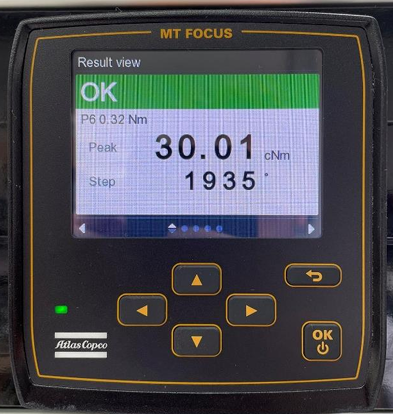 MT FOCUS
Result view
OK
P6 0.32 Nm
Peak 30.01 cNm
Step 1935 °
OK
Atlas Copco